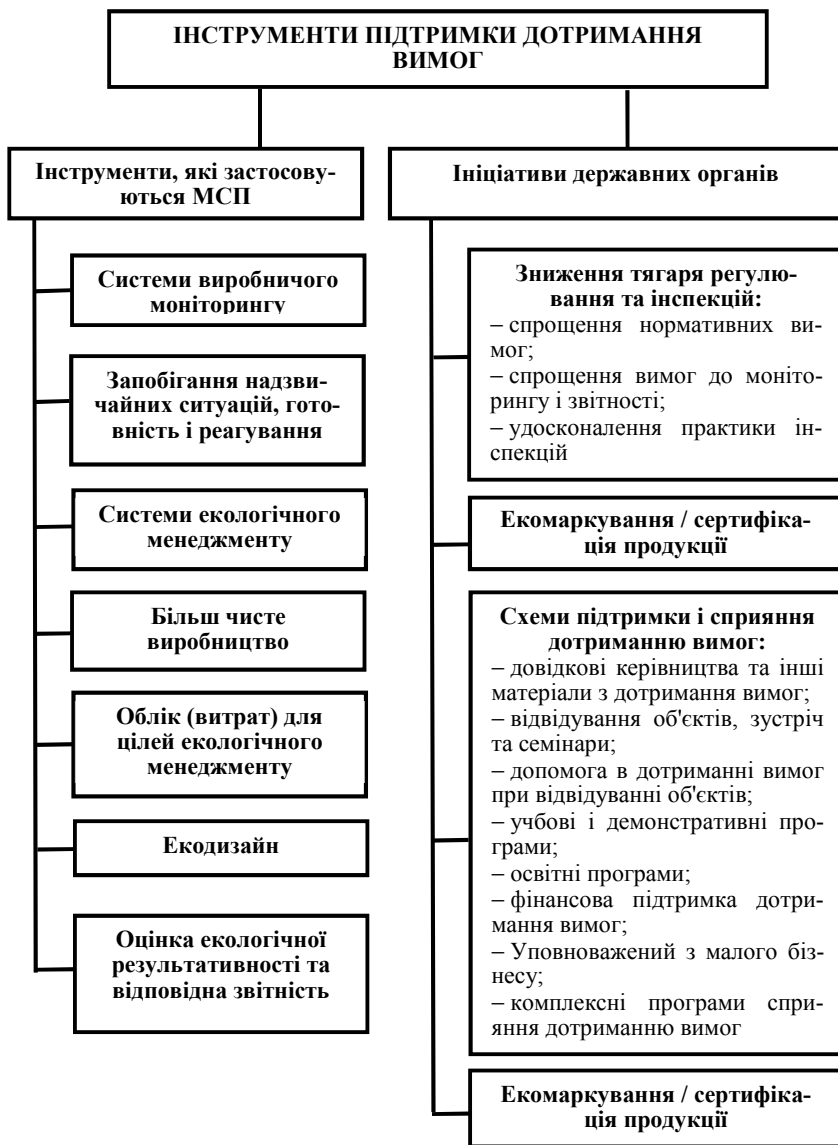 ІНСТРУМЕНТИ ПІДТРИМКИ ДОТРИМАННЯ
ВИМОГ
Інструменти, які застосову-
ються МСП
Системи виробничого
моніторингу
Запобігання надзви-
чайних ситуацій, гото-
вність і реагування
Системи екологічного
менеджменту
Більш чисте
виробництво
Облік (витрат) для
цілей екологічного
менеджменту
Екодизайн
Оцінка екологічної
результативності та
відповідна звітність
Ініціативи державних органів
Зниження тягаря регулю-
вання та інспекцій:
– спрощення нормативних ви-
мог;
– спрощення вимог до моніто-
рингу і звітності;
– удосконалення практики ін-
спекцій
Екомаркування / сертифіка-
ція продукції
Схеми підтримки і сприяння
дотриманню вимог:
– довідкові керівництва та інші
матеріали з дотримання вимог;
– відвідування об'єктів, зустріч
та семінари;
– допомога в дотриманні вимог
при відвідуванні об'єктів;
– учбові і демонстративні про-
грами;
– освітні програми;
– фінансова підтримка дотри-
мання вимог;
– Уповноважений з малого біз-
несу;
– комплексні програми спри-
яння дотриманню вимог
Екомаркування / сертифіка-
ція продукції